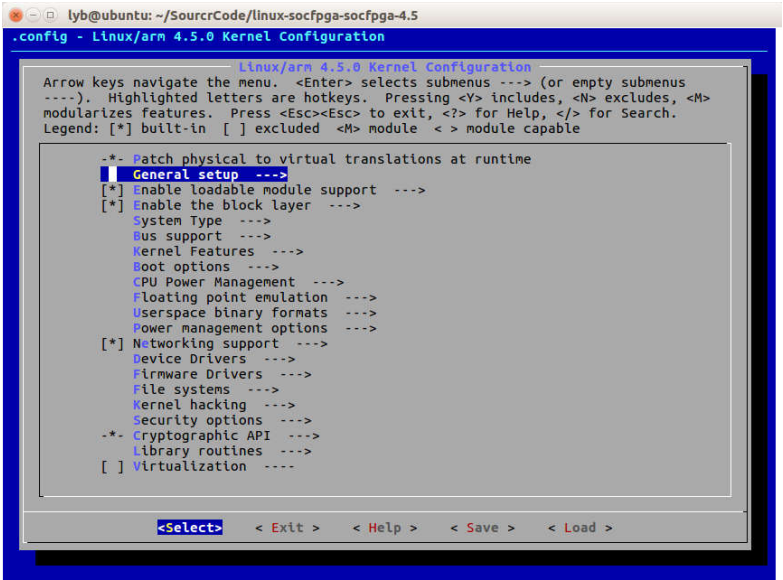 lyb@ubuntu: ~/SourcrCode/linux-socfpga-socfpga-4.5
.config - Linux/arm 4.5.0 Kernel Configuration
Linux/arm 4.5.0 Kernel Configuration
Arrow keys navigate the menu.  <Enter> selects submenus ---> (or empty submenus
----).  Highlighted letters are hotkeys.  Pressing <Y> includes, <N> excludes, <M>
modularizes features.  Press <Esc><Esc> to exit, <?> for Help, </> for Search.
Legend: [*] built-in  [ ] excluded  <M> module  < > module capable
-*- Patch physical to virtual translations at runtime
General setup  --->
[*] Enable loadable module support  --->
[*] Enable the block layer  --->
System Type  --->
Bus support  --->
Kernel Features  --->
Boot options  --->
CPU Power Management  --->
Floating point emulation  --->
Userspace binary formats  --->
Power management options  --->
[*] Networking support  --->
Device Drivers  --->
Firmware Drivers  --->
File systems  --->
Kernel hacking  --->
Security options  --->
-*- Cryptographic API  --->
Library routines  --->
[ ] Virtualization  ----
<Select>    < Exit >    < Help >    < Save >    < Load >